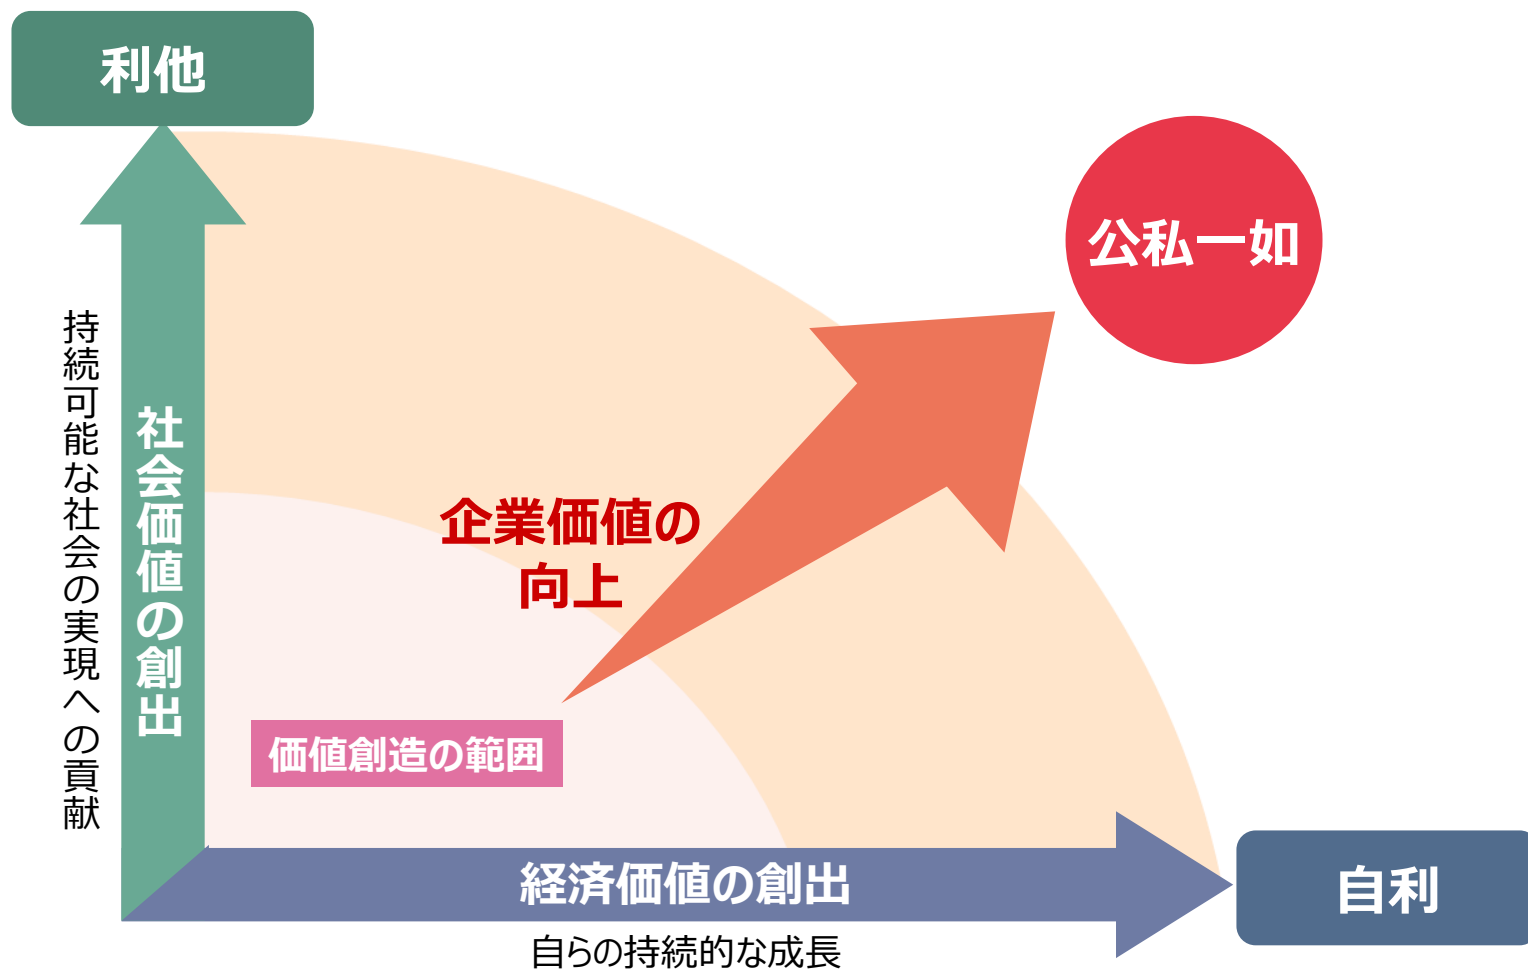 利他
公私一如
持続可能な社会の実現への貢献
社会価値の創出
企業価値の
向上
価値創造の範囲
経済価値の創出
自利
自らの持続的な成長